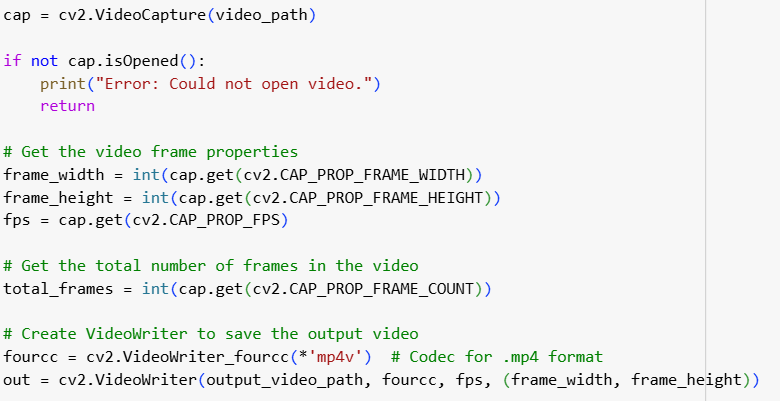 cap = cv2.VideoCapture(video_path)
if not cap.isOpened():
    print("Error: Could not open video.")
    return
# Get the video frame properties
frame_width = int(cap.get(cv2.CAP_PROP_FRAME_WIDTH))
frame_height = int(cap.get(cv2.CAP_PROP_FRAME_HEIGHT))
fps = cap.get(cv2.CAP_PROP_FPS)
# Get the total number of frames in the video
total_frames = int(cap.get(cv2.CAP_PROP_FRAME_COUNT))
# Create VideoWriter to save the output video
fourcc = cv2.VideoWriter_fourcc(*'mp4v')  # Codec for .mp4 format
out = cv2.VideoWriter(output_video_path, fourcc, fps, (frame_width, frame_height))